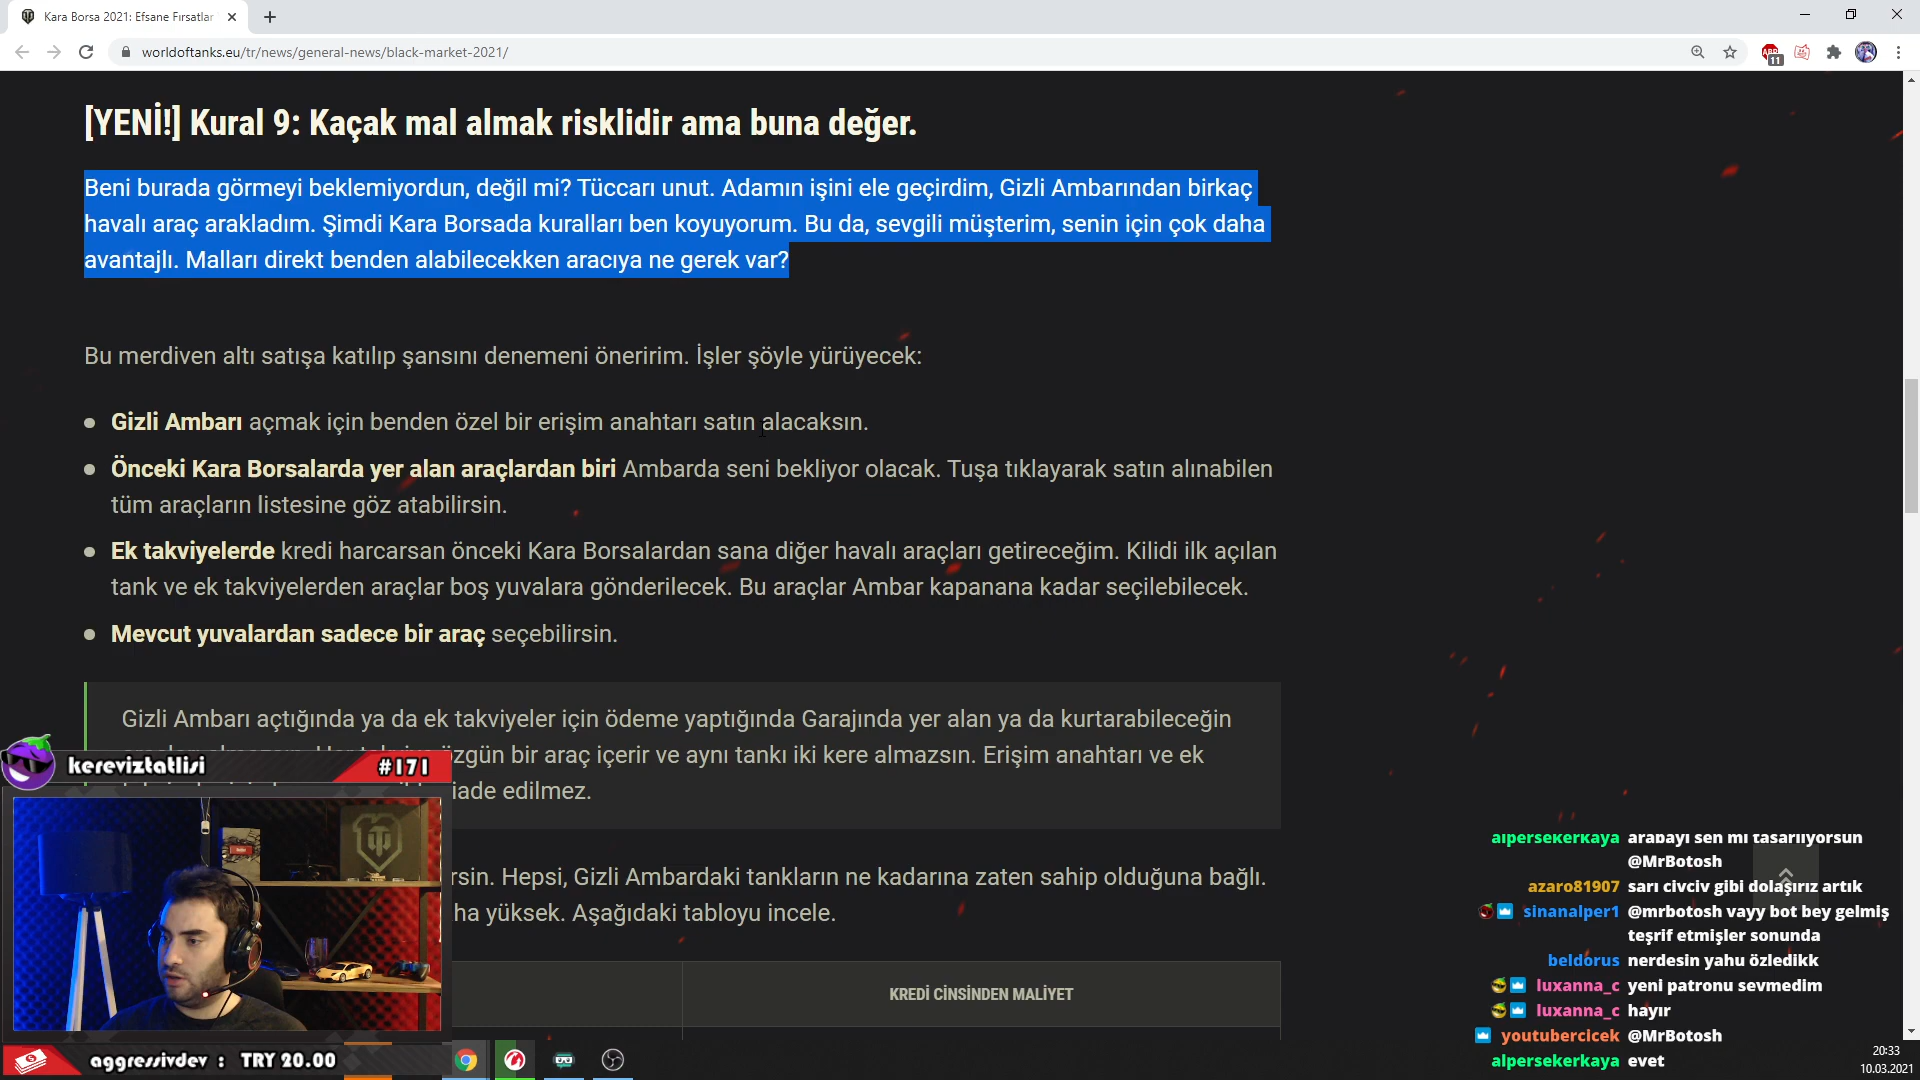 Kara Borsa 2021: Efsane Fırsatlar
worldoftanks.eu/tr/news/general-news/black-market-2021/
ABP
11
[YENİ!] Kural 9: Kaçak mal almak risklidir ama buna değer.
Beni burada görmeyi beklemiyordun, değil mi? Tüccarı unut. Adamın işini ele geçirdim, Gizli Ambarından birkaç
havalı araç arakladım. Şimdi Kara Borsada kuralları ben koyuyorum. Bu da, sevgili müşterim, senin için çok daha
avantajlı. Malları direkt benden alabilecekken aracıya ne gerek var?
Bu merdiven altı satışa katılıp şansını denemeni öneririm. İşler şöyle yürüyecek:
Gizli Ambarı açmak için benden özel bir erişim anahtarı satın alacaksın.
Önceki Kara Borsalarda yer alan araçlardan biri Ambarda seni bekliyor olacak. Tuşa tıklayarak satın alınabilen
tüm araçların listesine göz atabilirsin.
Ek takviyelerde kredi harcarsan önceki Kara Borsalardan sana diğer havalı araçları getireceğim. Kilidi ilk açılan
tank ve ek takviyelerden araçlar boş yuvalara gönderilecek. Bu araçlar Ambar kapanana kadar seçilebilecek.
Mevcut yuvalardan sadece bir araç seçebilirsin.
Gizli Ambarı açtığında ya da ek takviyeler için ödeme yaptığında Garajında yer alan ya da kurtarabileceğin
özgün bir araç içerir ve aynı tankı iki kere almazsın. Erişim anahtarı ve ek
iade edilmez.
rsin. Hepsi, Gizli Ambardaki tankların ne kadarına zaten sahip olduğuna bağlı.
ha yüksek. Aşağıdaki tabloyu incele.
KREDİ CİNSİNDEN MALİYET
kereviztatlisi #171
aggressivdev : TRY 20.00
alpersekerkaya arabayı sen mi tasarlıyorsun
@MrBotosh
azaro81907 sarı civciv gibi dolaşırız artık
sinanalper1 @mrbotosh vayy bot bey gelmiş
teşrif etmişler sonunda
beldorus nerdesin yahu özledikk
luxanna_c yeni patronu sevmedim
luxanna_c hayır
youtubercicek @MrBotosh
alpersekerkaya evet
20:33
10.03.2021